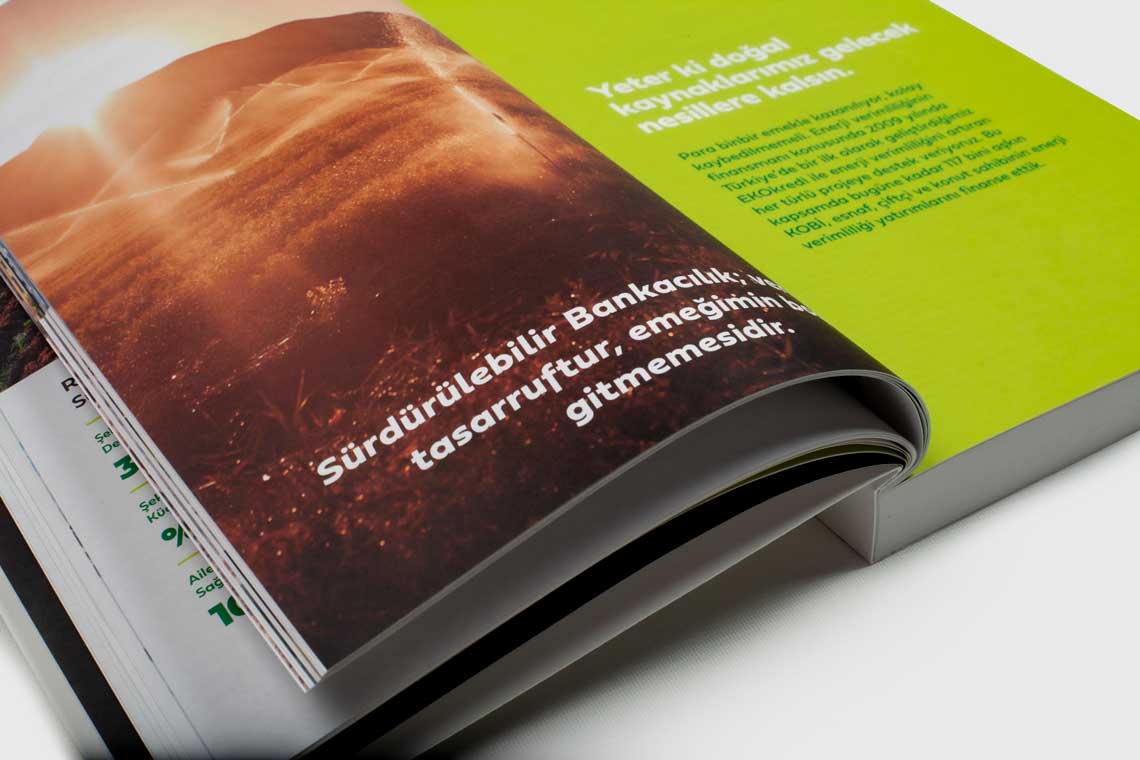 Sürdürülebilir Bankacılık;
tasarruftur, emeğimin
gitmemesidir.
Yeter ki doğal
kaynaklarımız gelecek
nesillere kalsın.
Para binbir emekle kazanılıyor, kolay
kaybedilmemeli. Enerji verimliliğinin
finansmanı konusunda 2009 yılında
Türkiye'de bir ilk olarak geliştirdiğimiz
EKOkredi ile enerji verimliliğini artıran
her türlü projeye destek veriyoruz. Bu
kapsamda bugüne kadar 117 bini aşkın
KOBİ, esnaf, çiftçi ve konut sahibinin enerji
verimliliği yatırımlarını finanse ettik.